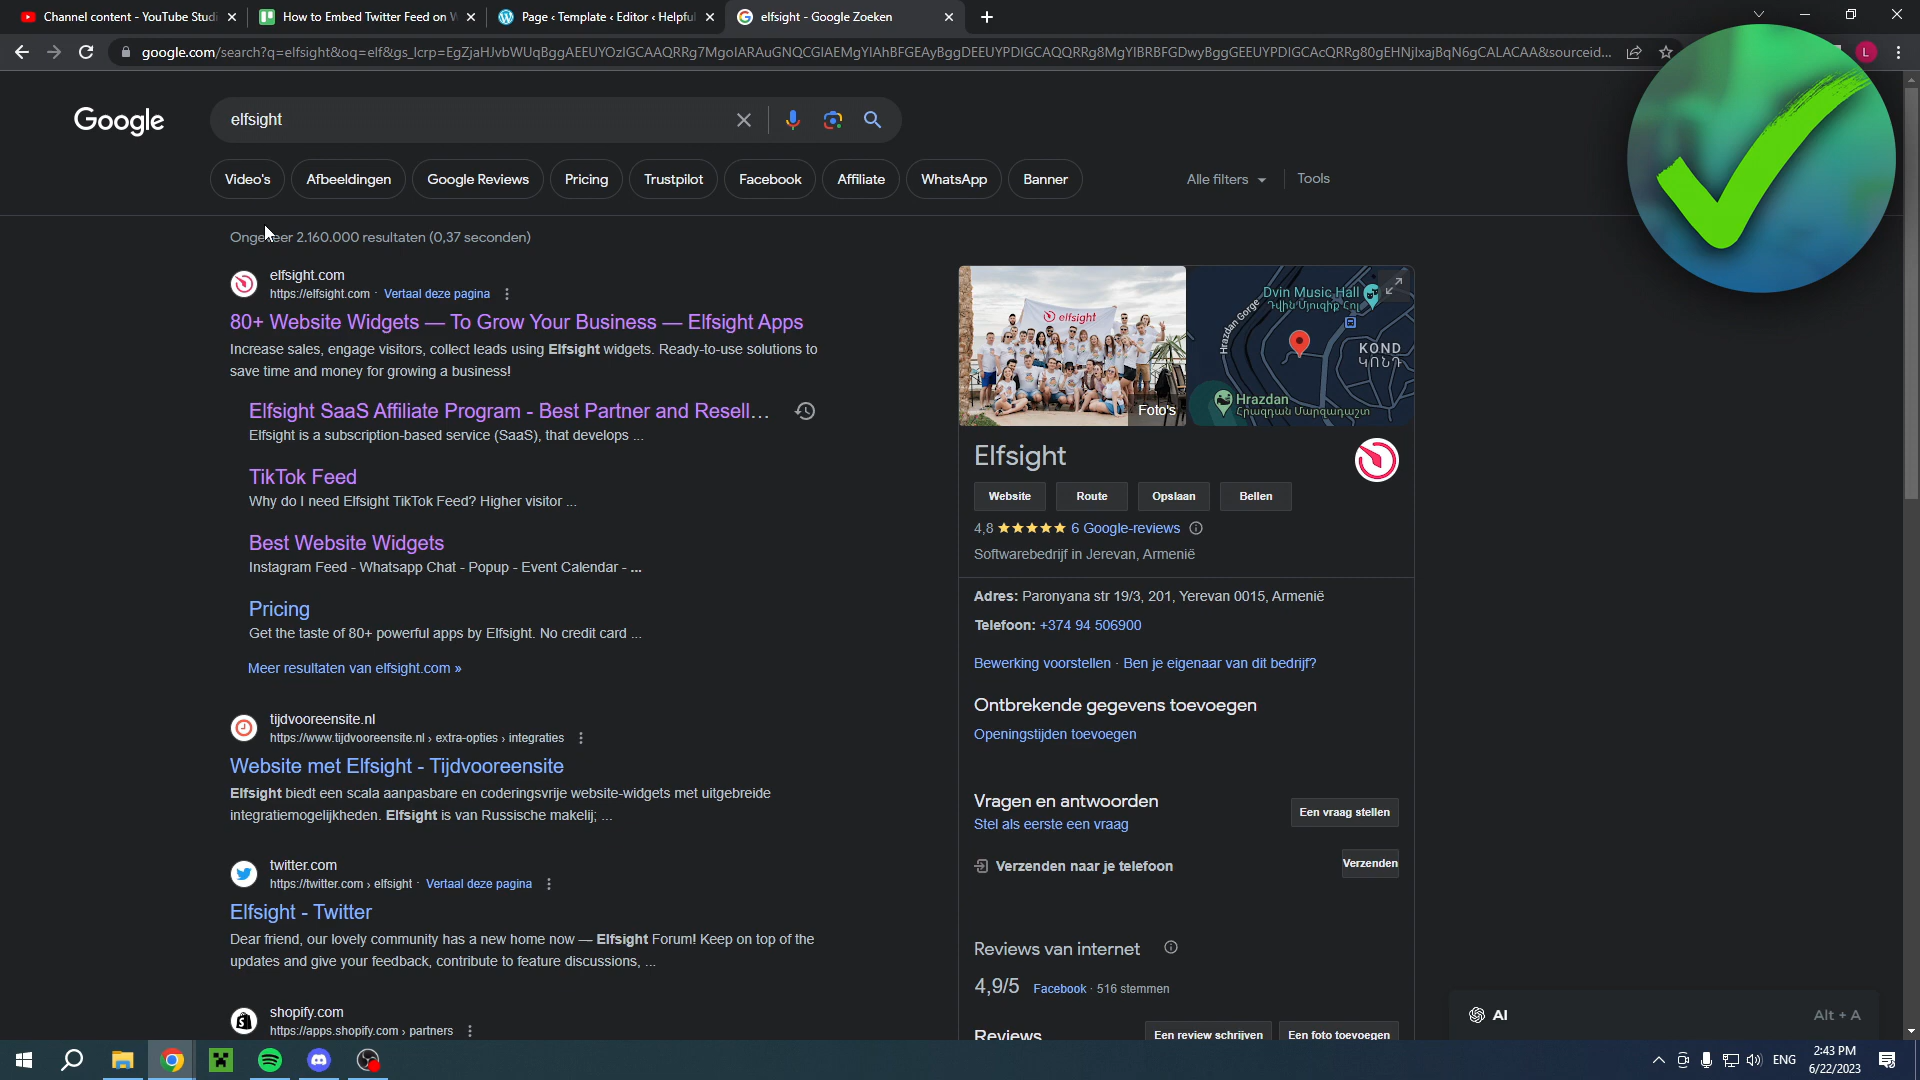 Channel content - YouTube Studi
How to Embed Twitter Feed on W
Page ‹ Template ‹ Editor ‹ Helpful
elfsight - Google Zoeken
L
Google
elfsight
Video's
Afbeeldingen
Google Reviews
Pricing
Trustpilot
Facebook
Affiliate
WhatsApp
Banner
Alle filters
Tools
2.160.000 resultaten (0,37 seconden)
elfsight.com
https://elfsight.com · Vertaal deze pagina
80+ Website Widgets — To Grow Your Business — Elfsight Apps
Increase sales, engage visitors, collect leads using Elfsight widgets. Ready-to-use solutions to
save time and money for growing a business!
Elfsight SaaS Affiliate Program - Best Partner and Resell...
Elfsight is a subscription-based service (SaaS), that develops ...
TikTok Feed
Why do I need Elfsight TikTok Feed? Higher visitor ...
Best Website Widgets
Instagram Feed - Whatsapp Chat - Popup - Event Calendar - ...
Pricing
Get the taste of 80+ powerful apps by Elfsight. No credit card ...
Meer resultaten van elfsight.com »
tijdvooreensite.nl
https://www.tijdvooreensite.nl › extra-opties › integraties
Website met Elfsight - Tijdvooreensite
Elfsight biedt een scala aanpasbare en coderingsvrije website-widgets met uitgebreide
integratiemogelijkheden. Elfsight is van Russische makelij; ...
twitter.com
https://twitter.com › elfsight · Vertaal deze pagina
Elfsight - Twitter
Dear friend, our lovely community has a new home now — Elfsight Forum! Keep on top of the
updates and give your feedback, contribute to feature discussions, ...
shopify.com
https://apps.shopify.com › partners
elfsight
Foto's
Dvin Music Hall
Hrazdan Gorge
KOND
ԿՈՆԴ
Hrazdan
Հրազդան Մարզադաշտ
Elfsight
Website
Route
Opslaan
Bellen
4,8 ★★★★★ 6 Google-reviews
Softwarebedrijf in Jerevan, Armenië
Adres: Paronyana str 19/3, 201, Yerevan 0015, Armenië
Telefoon: +374 94 506900
Bewerking voorstellen · Ben je eigenaar van dit bedrijf?
Ontbrekende gegevens toevoegen
Openingstijden toevoegen
Vragen en antwoorden
Stel als eerste een vraag
Een vraag stellen
Verzenden naar je telefoon
Verzenden
Reviews van internet
4,9/5 Facebook · 516 stemmen
Reviews
Een review schrijven
Een foto toevoegen
AI
Alt + A
ENG
2:43 PM
6/22/2023